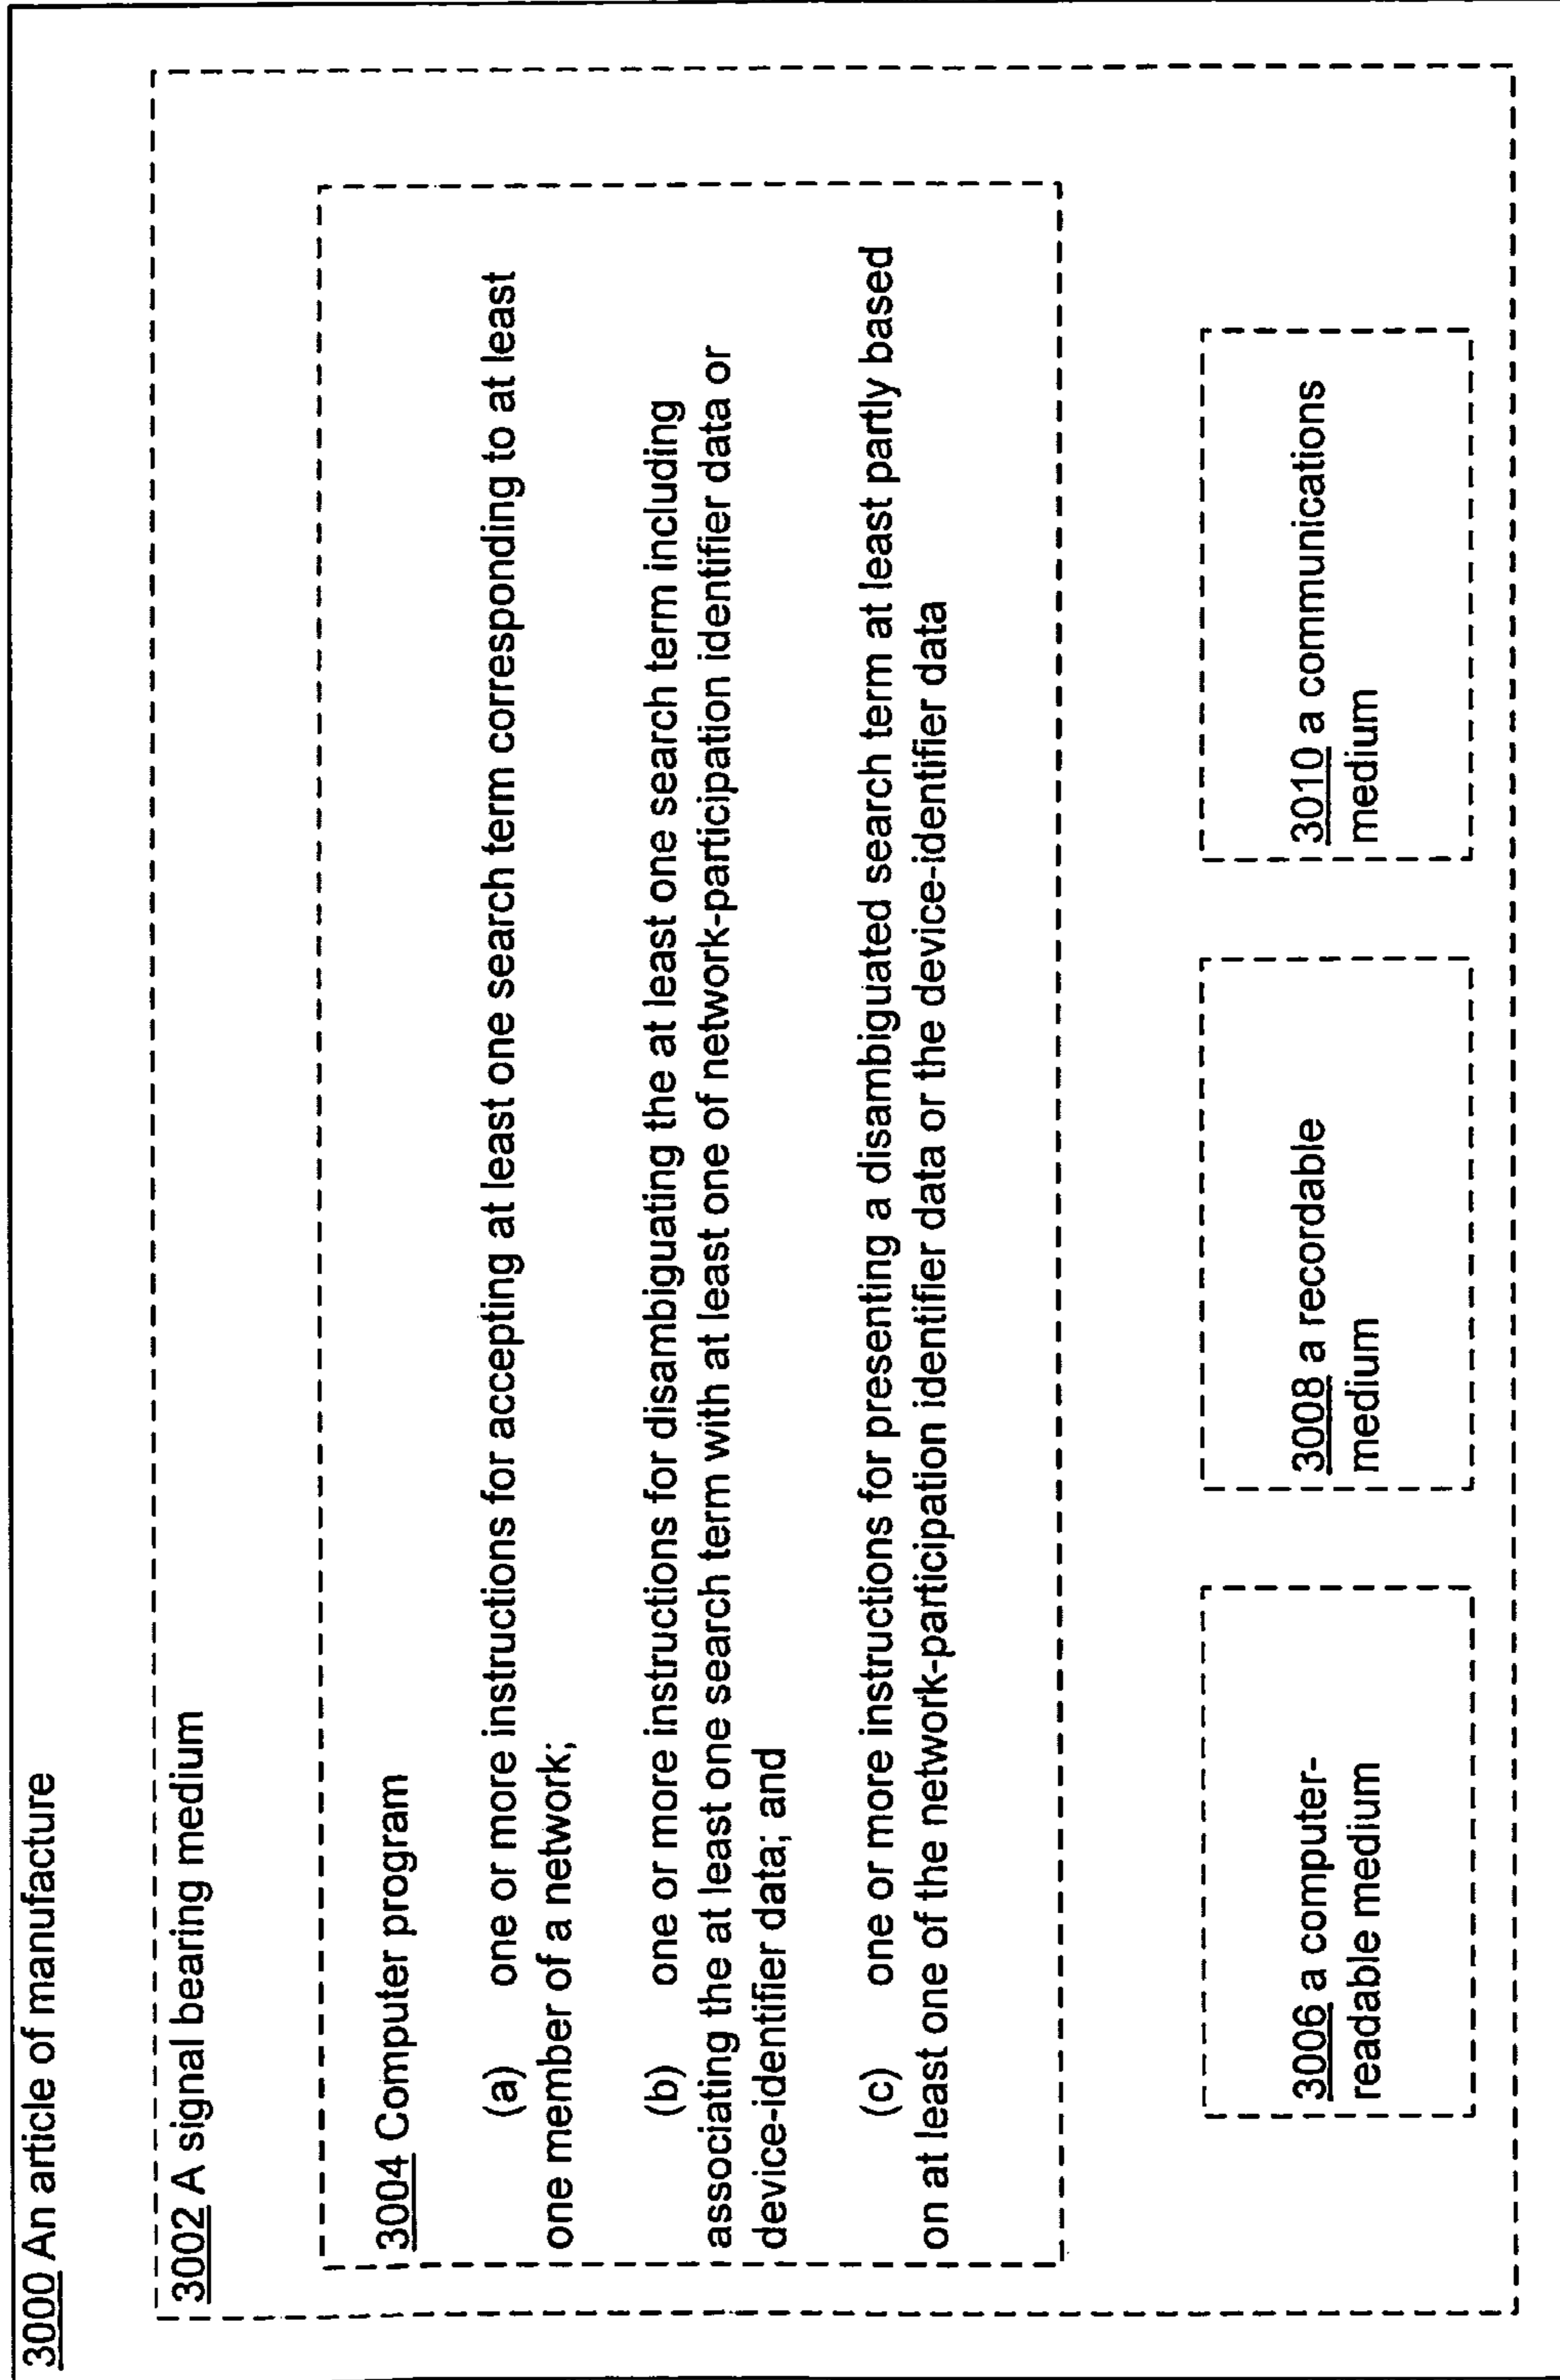 3000 An article of manufacture
3002 A signal bearing medium
3004 Computer program
(a) one or more instructions for accepting at least one search term corresponding to at least
one member of a network;
(b) one or more instructions for disambiguating the at least one search term including
associating the at least one search term with at least one of network-participation identifier data or
device-identifier data; and
(c) one or more instructions for presenting a disambiguated search term at least partly based
on at least one of the network-participation identifier data or the device-identifier data
3006 a computer-
readable medium
3008 a recordable
medium
3010 a communications
medium